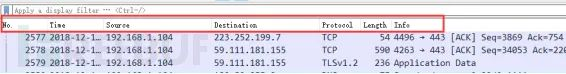 Apply a display filter ... <Ctrl-/>
No. Time Source Destination Protocol Length Info
2577 2018-12-1... 192.168.1.104 223.252.199.7 TCP 54 4496 → 443 [ACK] Seq=3869 Ack=754
2578 2018-12-1... 192.168.1.104 59.111.181.155 TCP 590 4263 → 443 [ACK] Seq=34053 Ack=220
2579 2018-12-1... 192.168.1.104 59.111.181.155 TLSv1.2 236 Application Data